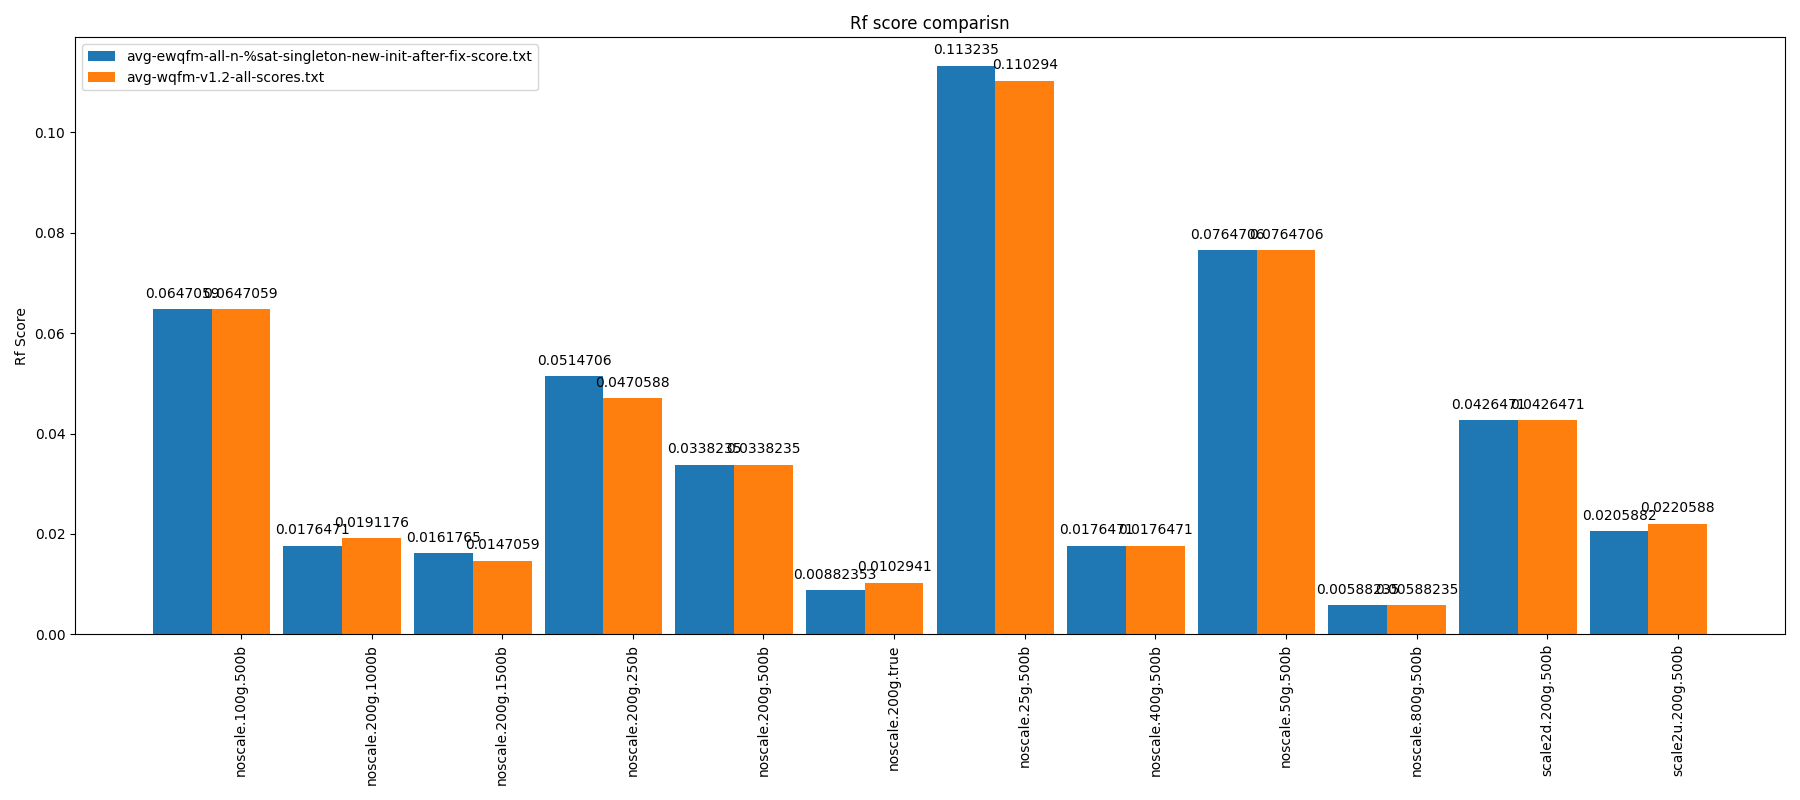 Rf score comparisn
avg-ewqfm-all-n-%sat-singleton-new-init-after-fix-score.txt
avg-wqfm-v1.2-all-scores.txt
Rf Score
0.10
0.08
0.06
0.04
0.02
0.00
0.0647059
0.0647059
0.0176471
0.0191176
0.0161765
0.0147059
0.0514706
0.0470588
0.0338235
0.0338235
0.00882353
0.0102941
0.113235
0.110294
0.0176471
0.0176471
0.0764706
0.0764706
0.00588235
0.00588235
0.0426471
0.0426471
0.0205882
0.0220588
noscale.100g.500b
noscale.200g.1000b
noscale.200g.1500b
noscale.200g.250b
noscale.200g.500b
noscale.200g.true
noscale.25g.500b
noscale.400g.500b
noscale.50g.500b
noscale.800g.500b
scale2d.200g.500b
scale2u.200g.500b